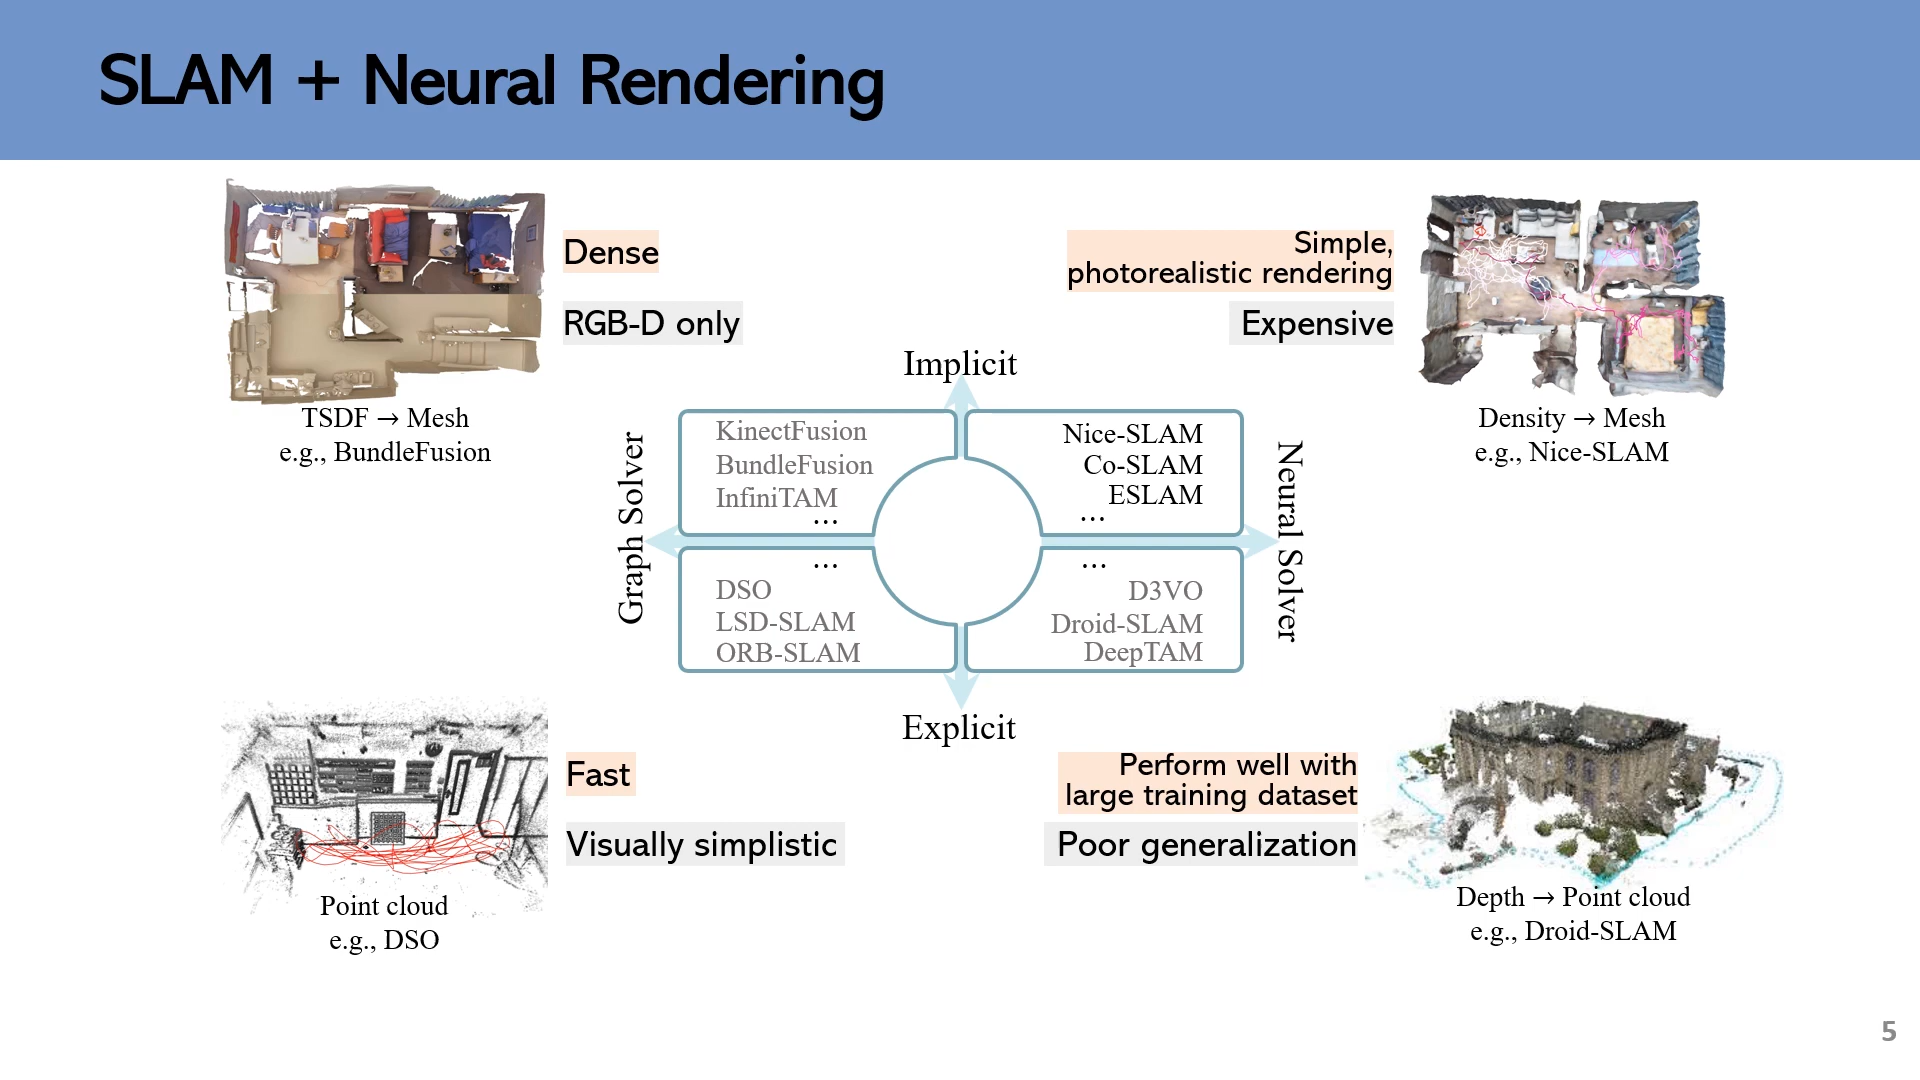 SLAM + Neural Rendering
Dense
RGB-D only
TSDF → Mesh
e.g., BundleFusion
Simple,
photorealistic rendering
Expensive
Density → Mesh
e.g., Nice-SLAM
Implicit
Graph Solver
KinectFusion
BundleFusion
InfiniTAM
...
Nice-SLAM
Co-SLAM
ESLAM
...
Neural Solver
...
DSO
LSD-SLAM
ORB-SLAM
...
D3VO
Droid-SLAM
DeepTAM
Explicit
Fast
Visually simplistic
Point cloud
e.g., DSO
Perform well with
large training dataset
Poor generalization
Depth → Point cloud
e.g., Droid-SLAM
5